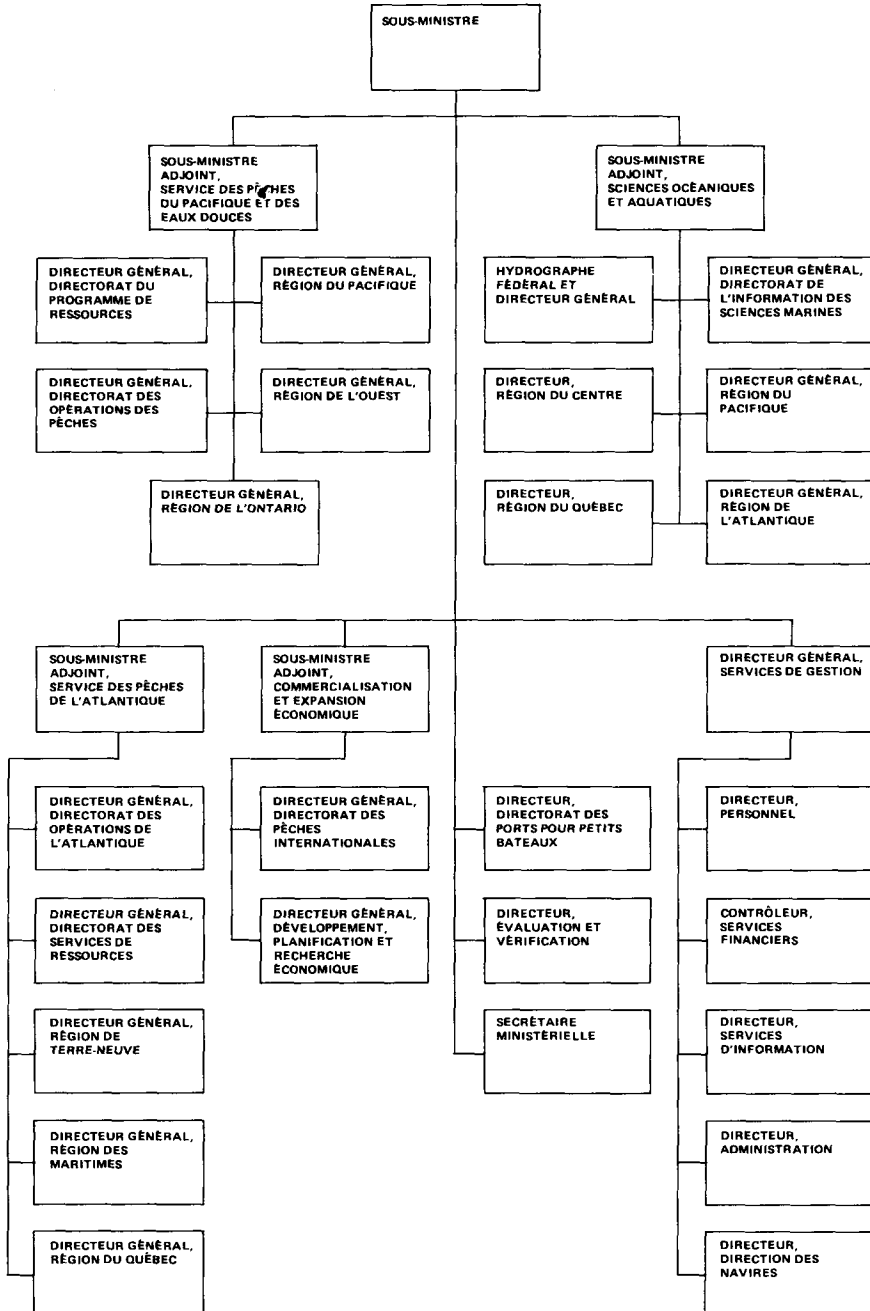 SOUS-MINISTRE
SOUS-MINISTRE
ADJOINT,
SERVICE DES PÊCHES
DU PACIFIQUE ET DES
EAUX DOUCES
SOUS-MINISTRE
ADJOINT,
SCIENCES OCÉANIQUES
ET AQUATIQUES
DIRECTEUR GÉNÉRAL,
DIRECTORAT DU
PROGRAMME DE
RESSOURCES
DIRECTEUR GÉNÉRAL,
RÉGION DU PACIFIQUE
HYDROGRAPHE
FÉDÉRAL ET
DIRECTEUR GÉNÉRAL
DIRECTEUR GÉNÉRAL,
DIRECTORAT DE
L'INFORMATION DES
SCIENCES MARINES
DIRECTEUR GÉNÉRAL,
DIRECTORAT DES
OPÉRATIONS DES
PÊCHES
DIRECTEUR GÉNÉRAL,
RÉGION DE L'OUEST
DIRECTEUR,
RÉGION DU CENTRE
DIRECTEUR GÉNÉRAL,
RÉGION DU
PACIFIQUE
DIRECTEUR GÉNÉRAL,
RÉGION DE L'ONTARIO
DIRECTEUR,
RÉGION DU QUÉBEC
DIRECTEUR GÉNÉRAL,
RÉGION DE
L'ATLANTIQUE
SOUS-MINISTRE
ADJOINT,
SERVICE DES PÊCHES
DE L'ATLANTIQUE
SOUS-MINISTRE
ADJOINT,
COMMERCIALISATION
ET EXPANSION
ÉCONOMIQUE
DIRECTEUR GÉNÉRAL,
SERVICES DE GESTION
DIRECTEUR GÉNÉRAL,
DIRECTORAT DES
OPÉRATIONS DE
L'ATLANTIQUE
DIRECTEUR GÉNÉRAL,
DIRECTORAT DES
PÊCHES
INTERNATIONALES
DIRECTEUR,
DIRECTORAT DES
PORTS POUR PETITS
BATEAUX
DIRECTEUR,
PERSONNEL
DIRECTEUR GÉNÉRAL,
DIRECTORAT DES
SERVICES DE
RESSOURCES
DIRECTEUR GÉNÉRAL,
DÉVELOPPEMENT,
PLANIFICATION ET
RECHERCHE
ÉCONOMIQUE
DIRECTEUR,
ÉVALUATION ET
VÉRIFICATION
CONTRÔLEUR,
SERVICES
FINANCIERS
DIRECTEUR GÉNÉRAL,
RÉGION DE
TERRE-NEUVE
SECRÉTAIRE
MINISTÉRIELLE
DIRECTEUR,
SERVICES
D'INFORMATION
DIRECTEUR GÉNÉRAL,
RÉGION DES
MARITIMES
DIRECTEUR,
ADMINISTRATION
DIRECTEUR GÉNÉRAL,
RÉGION DU QUÉBEC
DIRECTEUR,
DIRECTION DES
NAVIRES